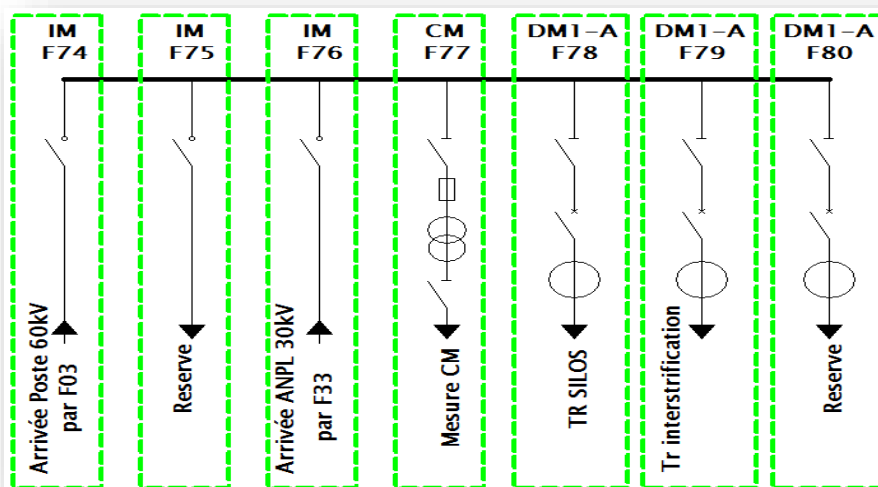 IM
F74
IM
F75
IM
F76
CM
F77
DM1-A
F78
DM1-A
F79
DM1-A
F80
Arrivée Poste 60kV
par F03
Reserve
Arrivée ANPL 30kV
par F33
Mesure CM
TR SILOS
Tr interstrification
Reserve